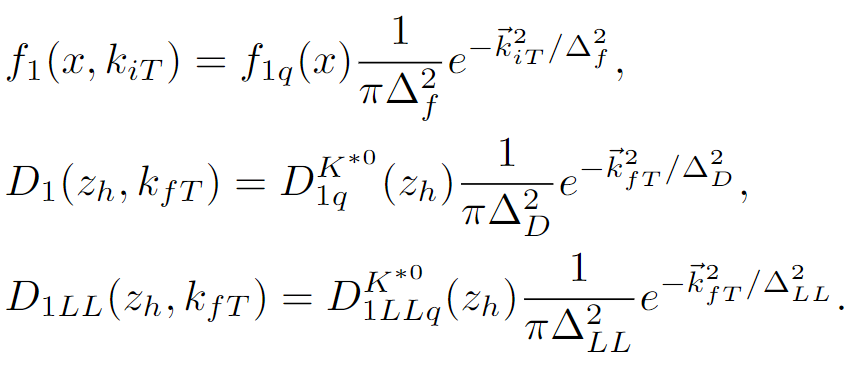 f_1(x, k_{iT}) = f_{1q}(x) \frac{1}{\pi \Delta_f^2} e^{-\vec{k}_{iT}^2 / \Delta_f^2},
D_1(z_h, k_{fT}) = D_{1q}^{K^{*0}}(z_h) \frac{1}{\pi \Delta_D^2} e^{-\vec{k}_{fT}^2 / \Delta_D^2},
D_{1LL}(z_h, k_{fT}) = D_{1LLq}^{K^{*0}}(z_h) \frac{1}{\pi \Delta_{LL}^2} e^{-\vec{k}_{fT}^2 / \Delta_{LL}^2}.